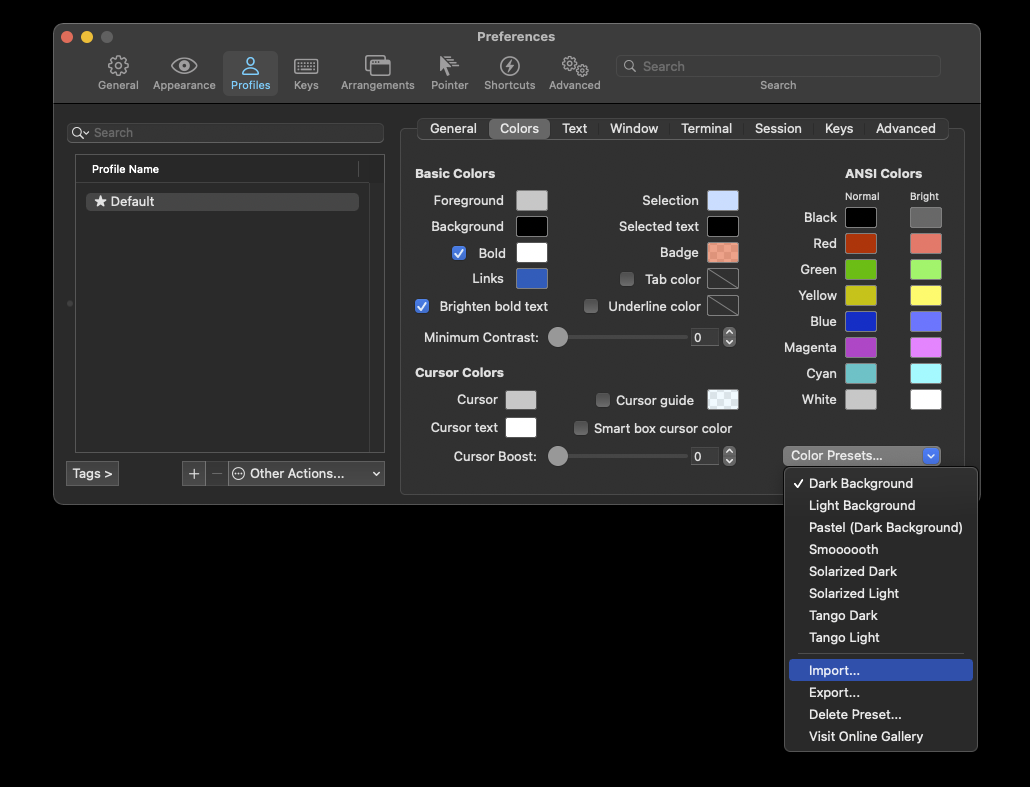 Preferences
General
Appearance
Profiles
Keys
Arrangements
Pointer
Shortcuts
Advanced
Search
Search
Search
Profile Name
Default
Tags >
Other Actions...
General
Colors
Text
Window
Terminal
Session
Keys
Advanced
Basic Colors
Foreground
Background
Bold
Links
Brighten bold text
Selection
Selected text
Badge
Tab color
Underline color
Minimum Contrast:
0
Cursor Colors
Cursor
Cursor text
Cursor guide
Smart box cursor color
Cursor Boost:
0
ANSI Colors
Normal
Bright
Black
Red
Green
Yellow
Blue
Magenta
Cyan
White
Color Presets...
Dark Background
Light Background
Pastel (Dark Background)
Smoooooth
Solarized Dark
Solarized Light
Tango Dark
Tango Light
Import...
Export...
Delete Preset...
Visit Online Gallery